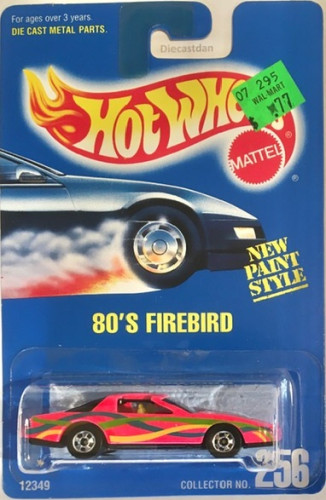 For ages over 3 years.
DIE CAST METAL PARTS.
Diecastdan
HOT WHEELS
07 295
WAL-MART
.77
MATTEL
®
NEW
PAINT
STYLE
80'S FIREBIRD
12349
COLLECTOR NO. 256